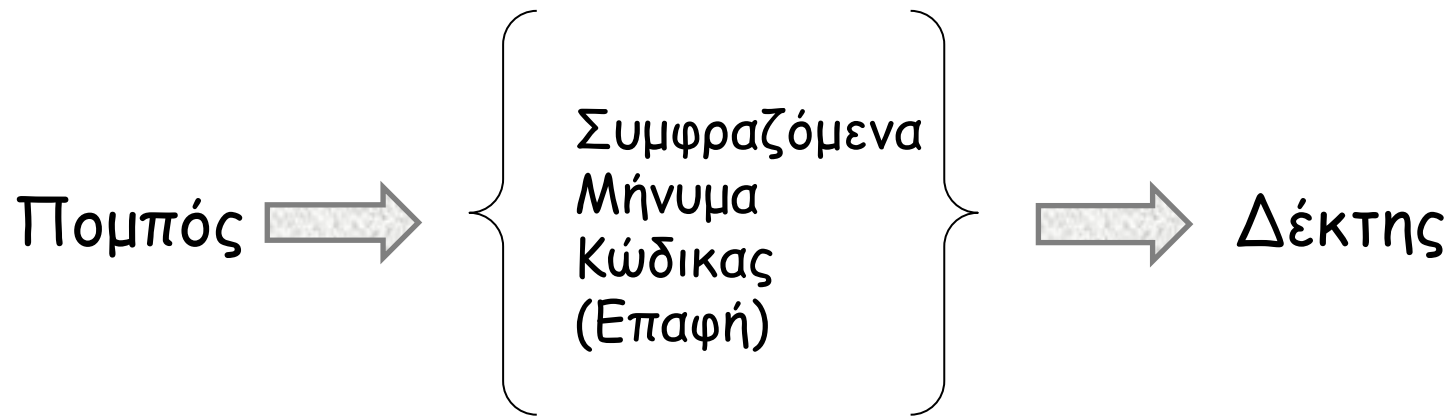 Πομπός
Συμφραζόμενα
Μήνυμα
Κώδικας
(Επαφή)
Δέκτης